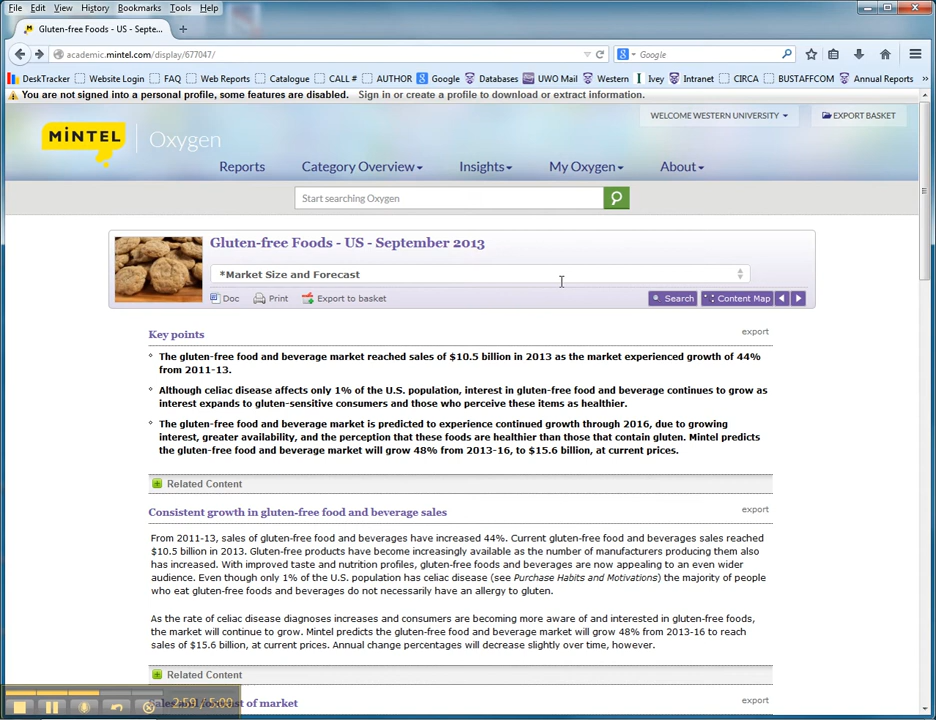 File Edit View History Bookmarks Tools Help
Gluten-free Foods - US - Septe...
academic.mintel.com/display/677047/
Google
DeskTracker Website Login FAQ Web Reports Catalogue CALL # AUTHOR Google Databases UWO Mail Western Ivey Intranet CIRCA BUSTAFFCOM Annual Reports »
You are not signed into a personal profile, some features are disabled. Sign in or create a profile to download or extract information.
WELCOME WESTERN UNIVERSITY EXPORT BASKET
MiNTEL Oxygen
Reports Category Overview Insights My Oxygen About
Start searching Oxygen
Gluten-free Foods - US - September 2013
*Market Size and Forecast
Doc Print Export to basket Search Content Map
Key points export
The gluten-free food and beverage market reached sales of $10.5 billion in 2013 as the market experienced growth of 44%
from 2011-13.
Although celiac disease affects only 1% of the U.S. population, interest in gluten-free food and beverage continues to grow as
interest expands to gluten-sensitive consumers and those who perceive these items as healthier.
The gluten-free food and beverage market is predicted to experience continued growth through 2016, due to growing
interest, greater availability, and the perception that these foods are healthier than those that contain gluten. Mintel predicts
the gluten-free food and beverage market will grow 48% from 2013-16, to $15.6 billion, at current prices.
Related Content
Consistent growth in gluten-free food and beverage sales export
From 2011-13, sales of gluten-free food and beverages have increased 44%. Current gluten-free food and beverages sales reached
$10.5 billion in 2013. Gluten-free products have become increasingly available as the number of manufacturers producing them also
has increased. With improved taste and nutrition profiles, gluten-free foods and beverages are now appealing to an even wider
audience. Even though only 1% of the U.S. population has celiac disease (see Purchase Habits and Motivations) the majority of people
who eat gluten-free foods and beverages do not necessarily have an allergy to gluten.
As the rate of celiac disease diagnoses increases and consumers are becoming more aware of and interested in gluten-free foods,
the market will continue to grow. Mintel predicts the gluten-free food and beverage market will grow 48% from 2013-16 to reach
sales of $15.6 billion, at current prices. Annual change percentages will decrease slightly over time, however.
Related Content
of market export
2:59 / 5:00